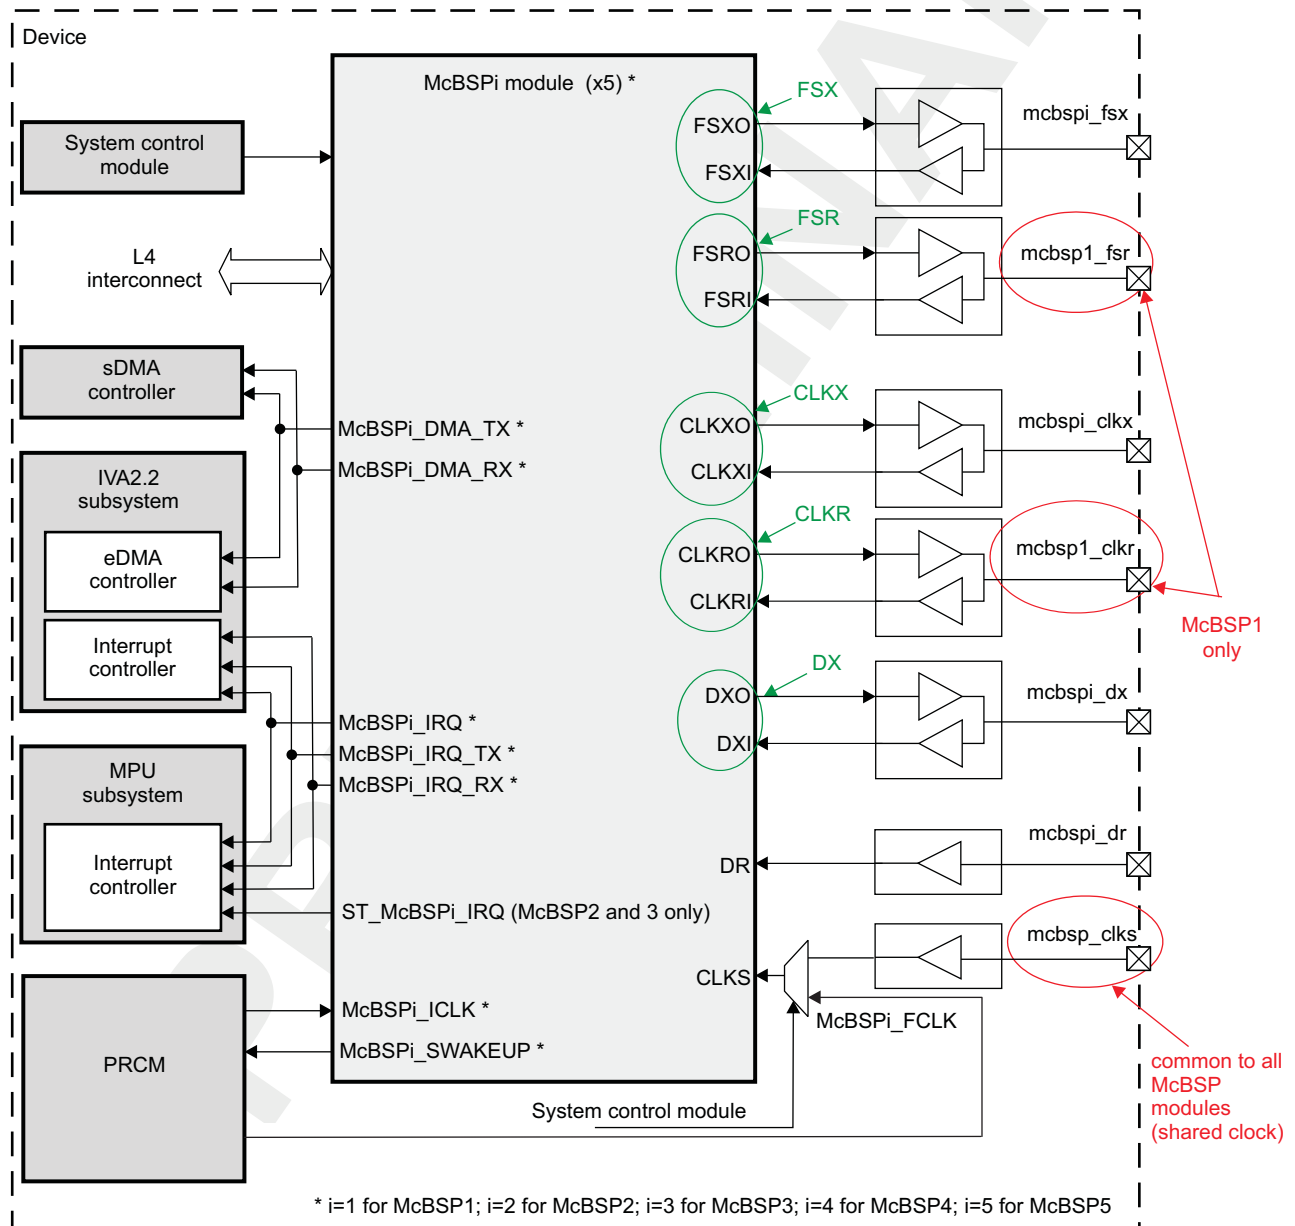 Device
McBSPi module (x5) *
System control
module
L4
interconnect
sDMA
controller
IVA2.2
subsystem
eDMA
controller
Interrupt
controller
MPU
subsystem
Interrupt
controller
PRCM
McBSPi_DMA_TX *
McBSPi_DMA_RX *
McBSPi_IRQ *
McBSPi_IRQ_TX *
McBSPi_IRQ_RX *
ST_McBSPi_IRQ (McBSP2 and 3 only)
McBSPi_ICLK *
McBSPi_SWAKEUP *
FSX
FSXO
FSXI
mcbspi_fsx
FSR
FSRO
FSRI
mcbsp1_fsr
CLKX
CLKXO
CLKXI
mcbspi_clkx
CLKR
CLKRO
CLKRI
mcbsp1_clkr
McBSP1
only
DX
DXO
DXI
mcbspi_dx
DR
mcbspi_dr
CLKS
mcbsp_clks
McBSPi_FCLK
System control module
common to all
McBSP
modules
(shared clock)
* i=1 for McBSP1; i=2 for McBSP2; i=3 for McBSP3; i=4 for McBSP4; i=5 for McBSP5